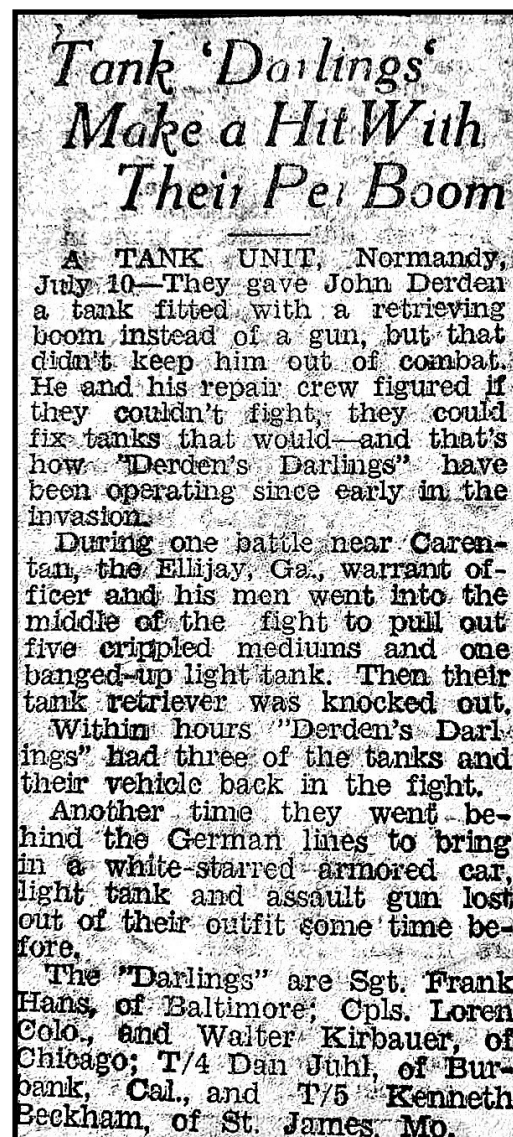 Tank 'Darlings'
Make a Hit With
Their Pet Boom
A TANK UNIT, Normandy,
July 10—They gave John Derden
a tank fitted with a retrieving
boom instead of a gun, but that
didn't keep him out of combat.
He and his repair crew figured if
they couldn't fight, they could
fix tanks that would—and that's
how "Derden's Darlings" have
been operating since early in the
invasion.
During one battle near Caren-
tan, the Ellijay, Ga., warrant of-
ficer and his men went into the
middle of the fight to pull out
five crippled mediums and one
banged-up light tank. Then their
tank retriever was knocked out.
Within hours "Derden's Darl-
ings" had three of the tanks and
their vehicle back in the fight.
Another time they went be-
hind the German lines to bring
in a white-starred armored car,
light tank and assault gun lost
out of their outfit some time be-
fore.
The "Darlings" are Sgt. Frank
Hans, of Baltimore; Cpls. Loren
Colo., and Walter Kirbauer, of
Chicago; T/4 Dan Juhl, of Bur-
bank, Cal., and T/5 Kenneth
Beckham, of St. James, Mo.